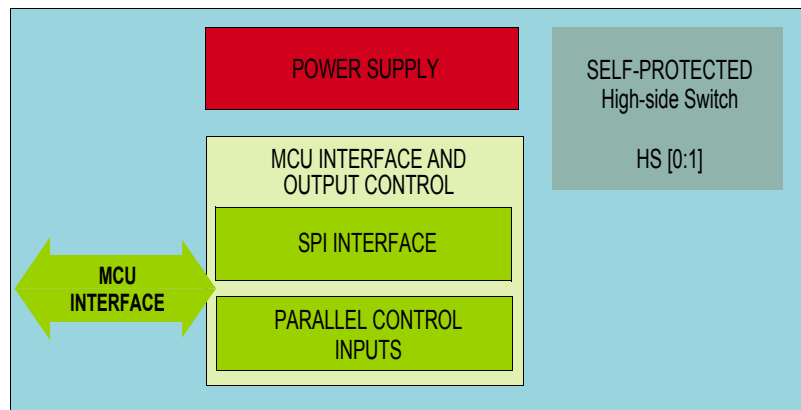 POWER SUPPLY
SELF-PROTECTED
High-side Switch
HS [0:1]
MCU INTERFACE AND
OUTPUT CONTROL
SPI INTERFACE
MCU
INTERFACE
PARALLEL CONTROL
INPUTS